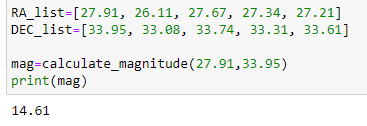 RA_list=[27.91, 26.11, 27.67, 27.34, 27.21]
DEC_list=[33.95, 33.08, 33.74, 33.31, 33.61]
mag=calculate_magnitude(27.91,33.95)
print(mag)
14.61